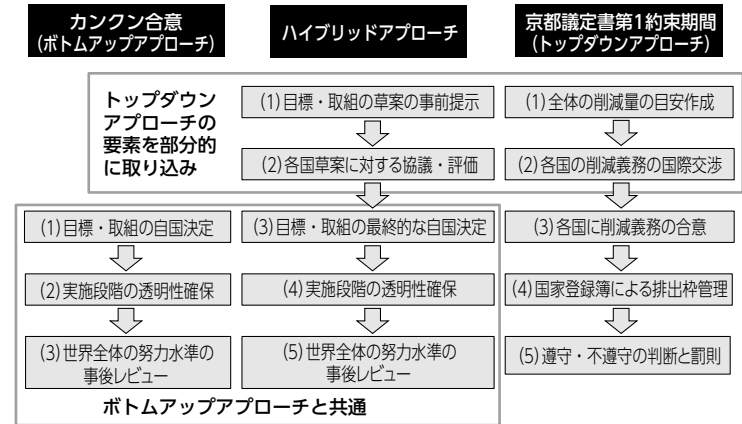 カンクン合意
(ボトムアップアプローチ)
ハイブリッドアプローチ
京都議定書第1約束期間
(トップダウンアプローチ)
トップダウン
アプローチの
要素を部分的
に取り込み
(1)目標・取組の草案の事前提示
(2)各国草案に対する協議・評価
(1)全体の削減量の目安作成
(2)各国の削減義務の国際交渉
(1)目標・取組の自国決定
(2)実施段階の透明性確保
(3)世界全体の努力水準の
事後レビュー
(3)目標・取組の最終的な自国決定
(4)実施段階の透明性確保
(5)世界全体の努力水準の
事後レビュー
(3)各国に削減義務の合意
(4)国家登録簿による排出枠管理
(5)遵守・不遵守の判断と罰則
ボトムアップアプローチと共通